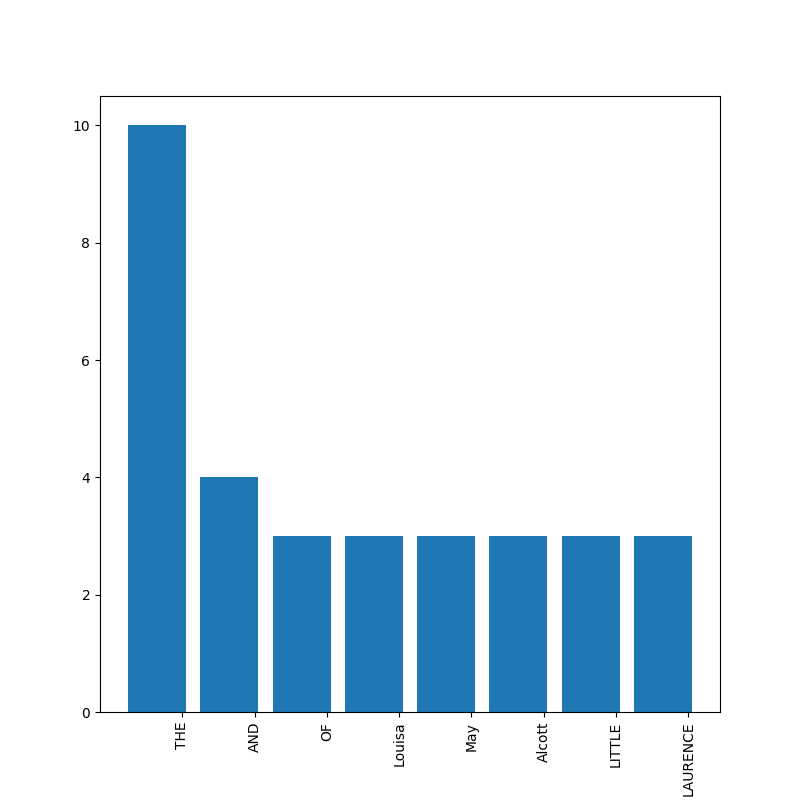 10
8
6
4
2
0
THE
AND
OF
Louisa
May
Alcott
LITTLE
LAURENCE